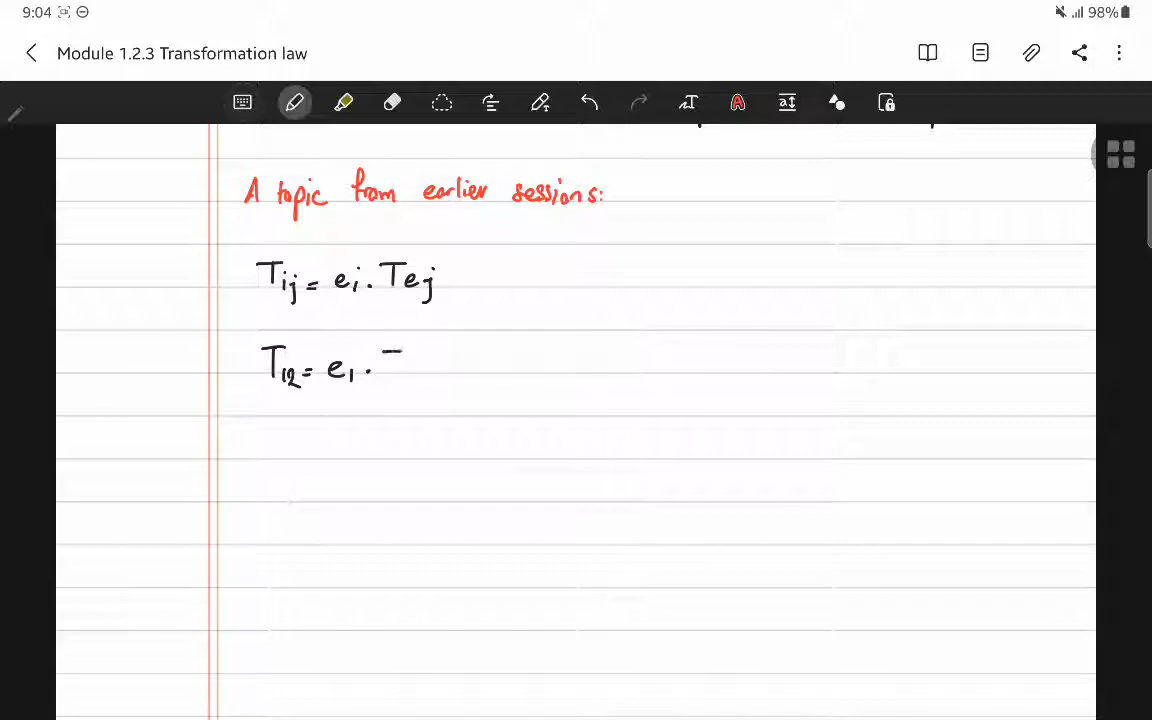 9:04 98%
Module 1.2.3 Transformation law
A topic from earlier sessions:
Tij = ei . Tej
T12 = e1 .